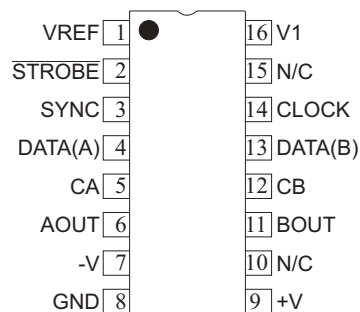 VREF 1 16 V1
STROBE 2 15 N/C
SYNC 3 14 CLOCK
DATA(A) 4 13 DATA(B)
CA 5 12 CB
AOUT 6 11 BOUT
-V 7 10 N/C
GND 8 9 +V